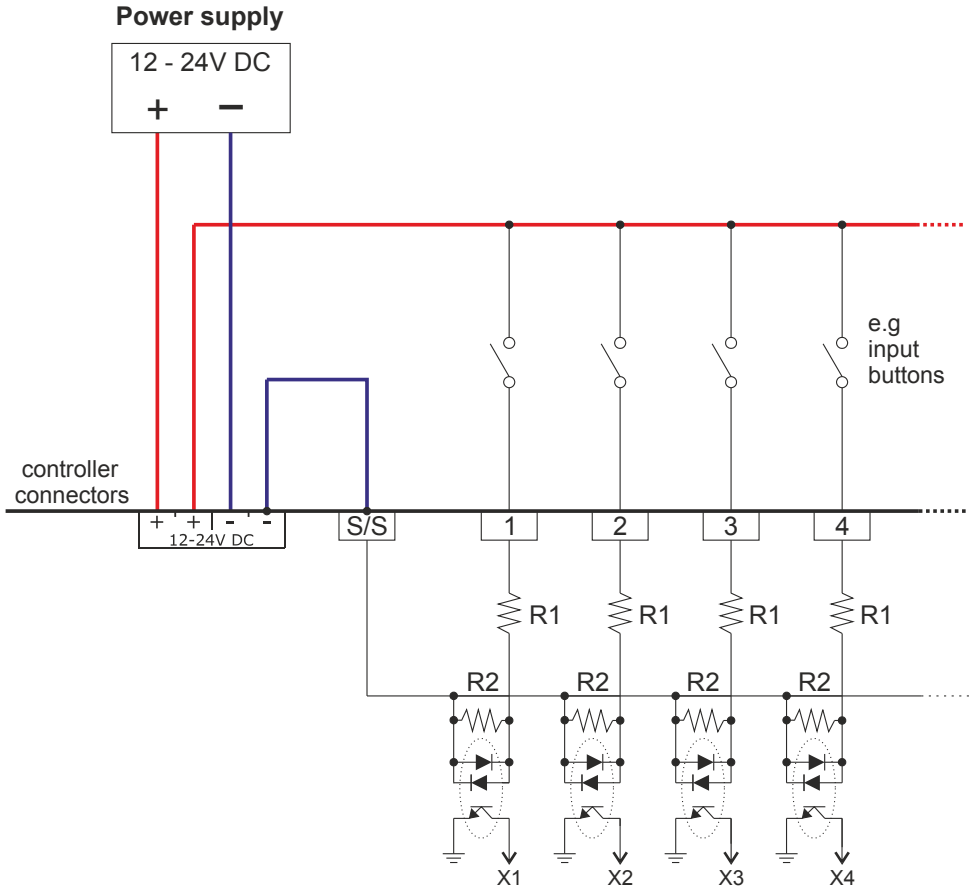 Power supply
12 - 24V DC
+ −
e.g
input
buttons
controller
connectors
+ + - - S/S 1 2 3 4
12-24V DC
R1 R1 R1 R1
R2 R2 R2 R2
X1 X2 X3 X4